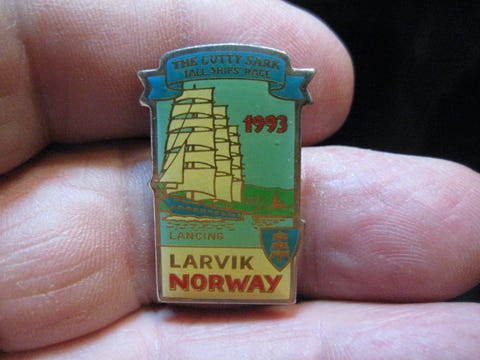 THE CUTTY SARK
TALL SHIPS' RACE
1993
LANCING
LARVIK
NORWAY